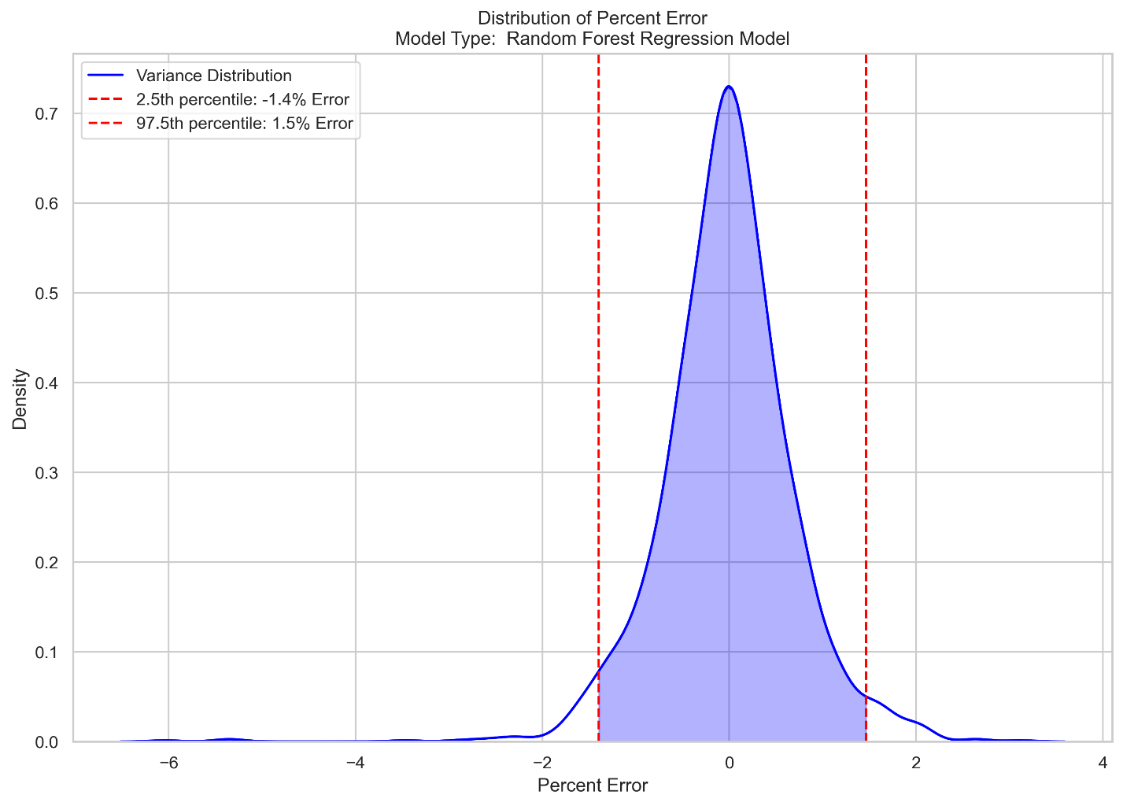 Distribution of Percent Error
Model Type:  Random Forest Regression Model
Variance Distribution
2.5th percentile: -1.4% Error
97.5th percentile: 1.5% Error
Density
0.7
0.6
0.5
0.4
0.3
0.2
0.1
0.0
−6
−4
−2
0
2
4
Percent Error